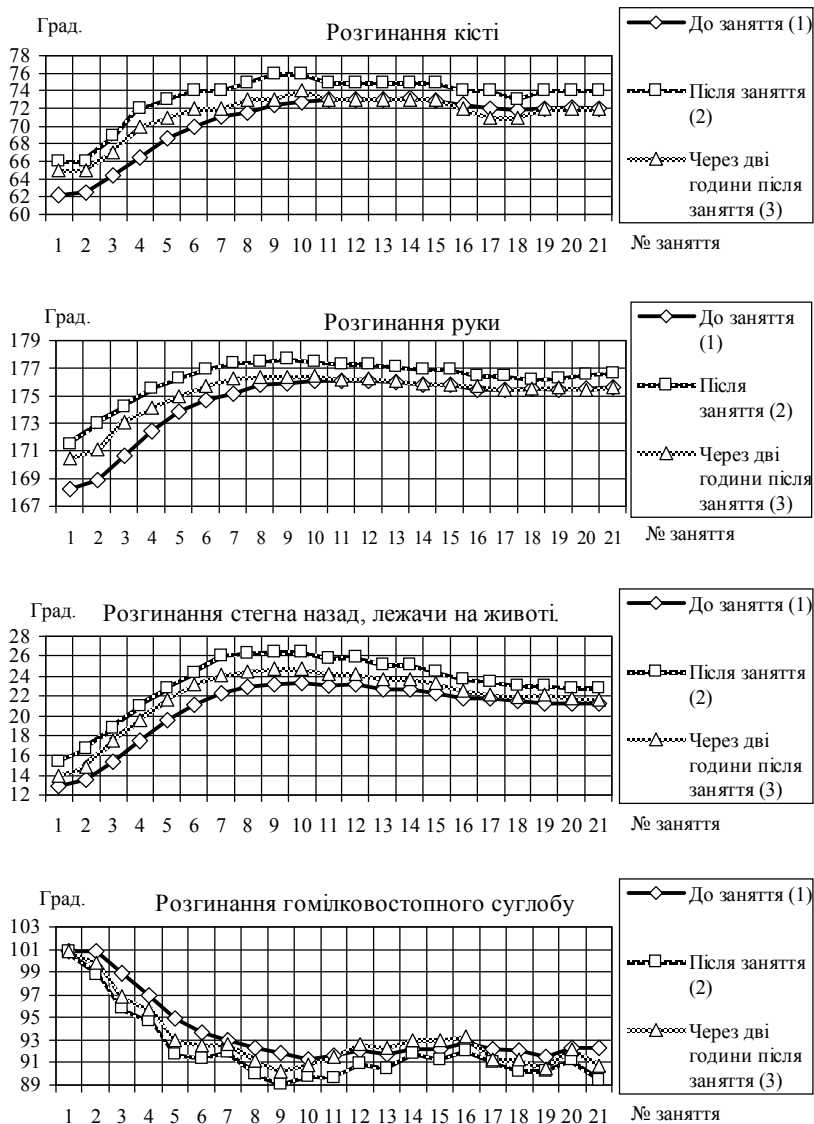 Град.
Розгинання кісті
78
76
74
72
70
68
66
64
62
60
1 2 3 4 5 6 7 8 9 10 11 12 13 14 15 16 17 18 19 20 21
№ заняття
До заняття (1)
Після заняття
(2)
Через дві
години після
заняття (3)
Град.
Розгинання руки
179
177
175
173
171
169
167
1 2 3 4 5 6 7 8 9 10 11 12 13 14 15 16 17 18 19 20 21
№ заняття
До заняття
(1)
Після
заняття (2)
Через дві
години після
заняття (3)
Град.
Розгинання стегна назад, лежачи на животі.
28
26
24
22
20
18
16
14
12
1 2 3 4 5 6 7 8 9 10 11 12 13 14 15 16 17 18 19 20 21
№ заняття
До заняття (1)
Після заняття
(2)
Через дві
години після
заняття (3)
Град.
Розгинання гомілковостопного суглобу
103
101
99
97
95
93
91
89
1 2 3 4 5 6 7 8 9 10 11 12 13 14 15 16 17 18 19 20 21
№ заняття
До заняття (1)
Після заняття
(2)
Через дві
години після
заняття (3)